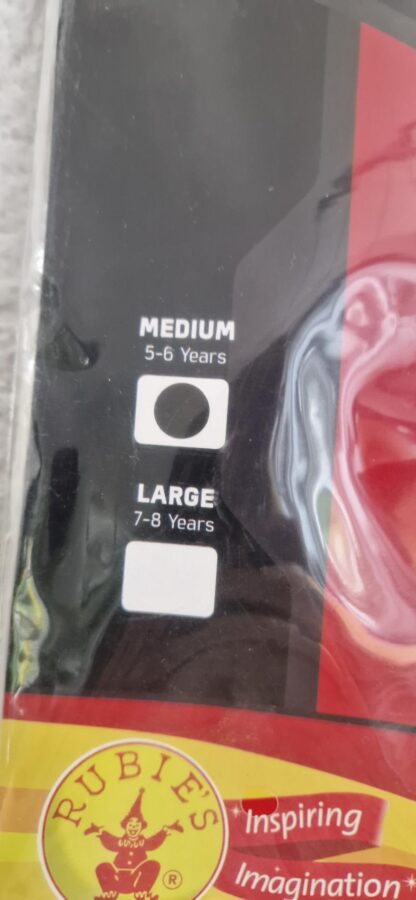 MEDIUM
5-6 Years
LARGE
7-8 Years
RUBIE'S
®
Inspiring
Imagination